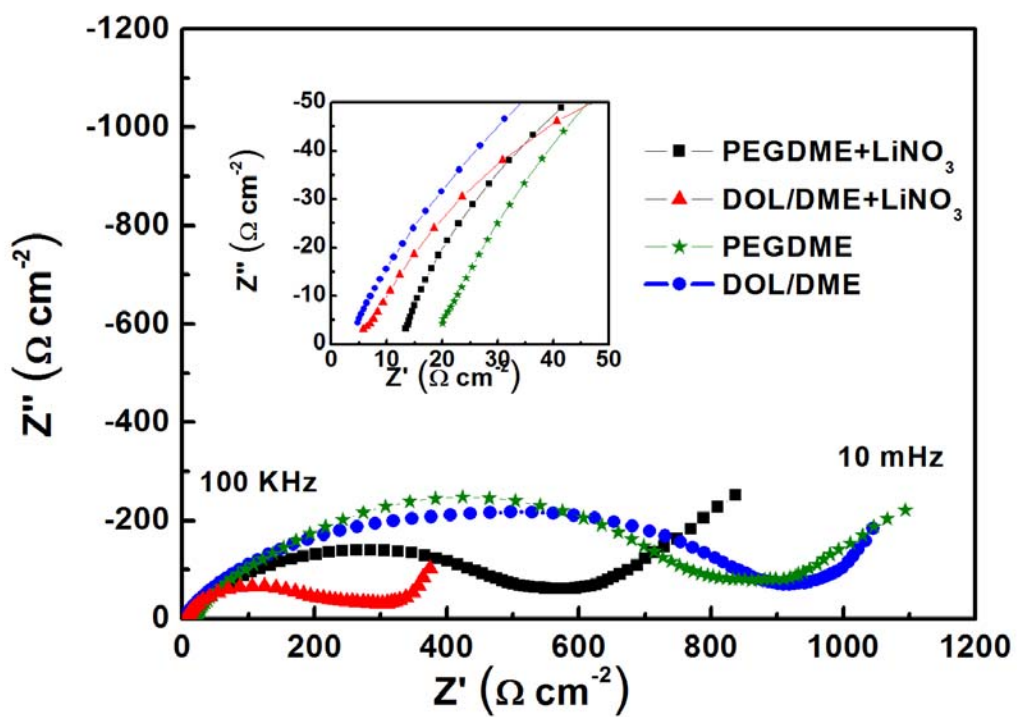 -1200
-1000
-800
-600
-400
-200
0
Z'' (Ω cm⁻²)
0 200 400 600 800 1000 1200
Z' (Ω cm⁻²)
-50
-40
-30
-20
-10
0
Z'' (Ω cm⁻²)
0 10 20 30 40 50
Z' (Ω cm⁻²)
PEGDME+LiNO₃
DOL/DME+LiNO₃
PEGDME
DOL/DME
100 KHz
10 mHz